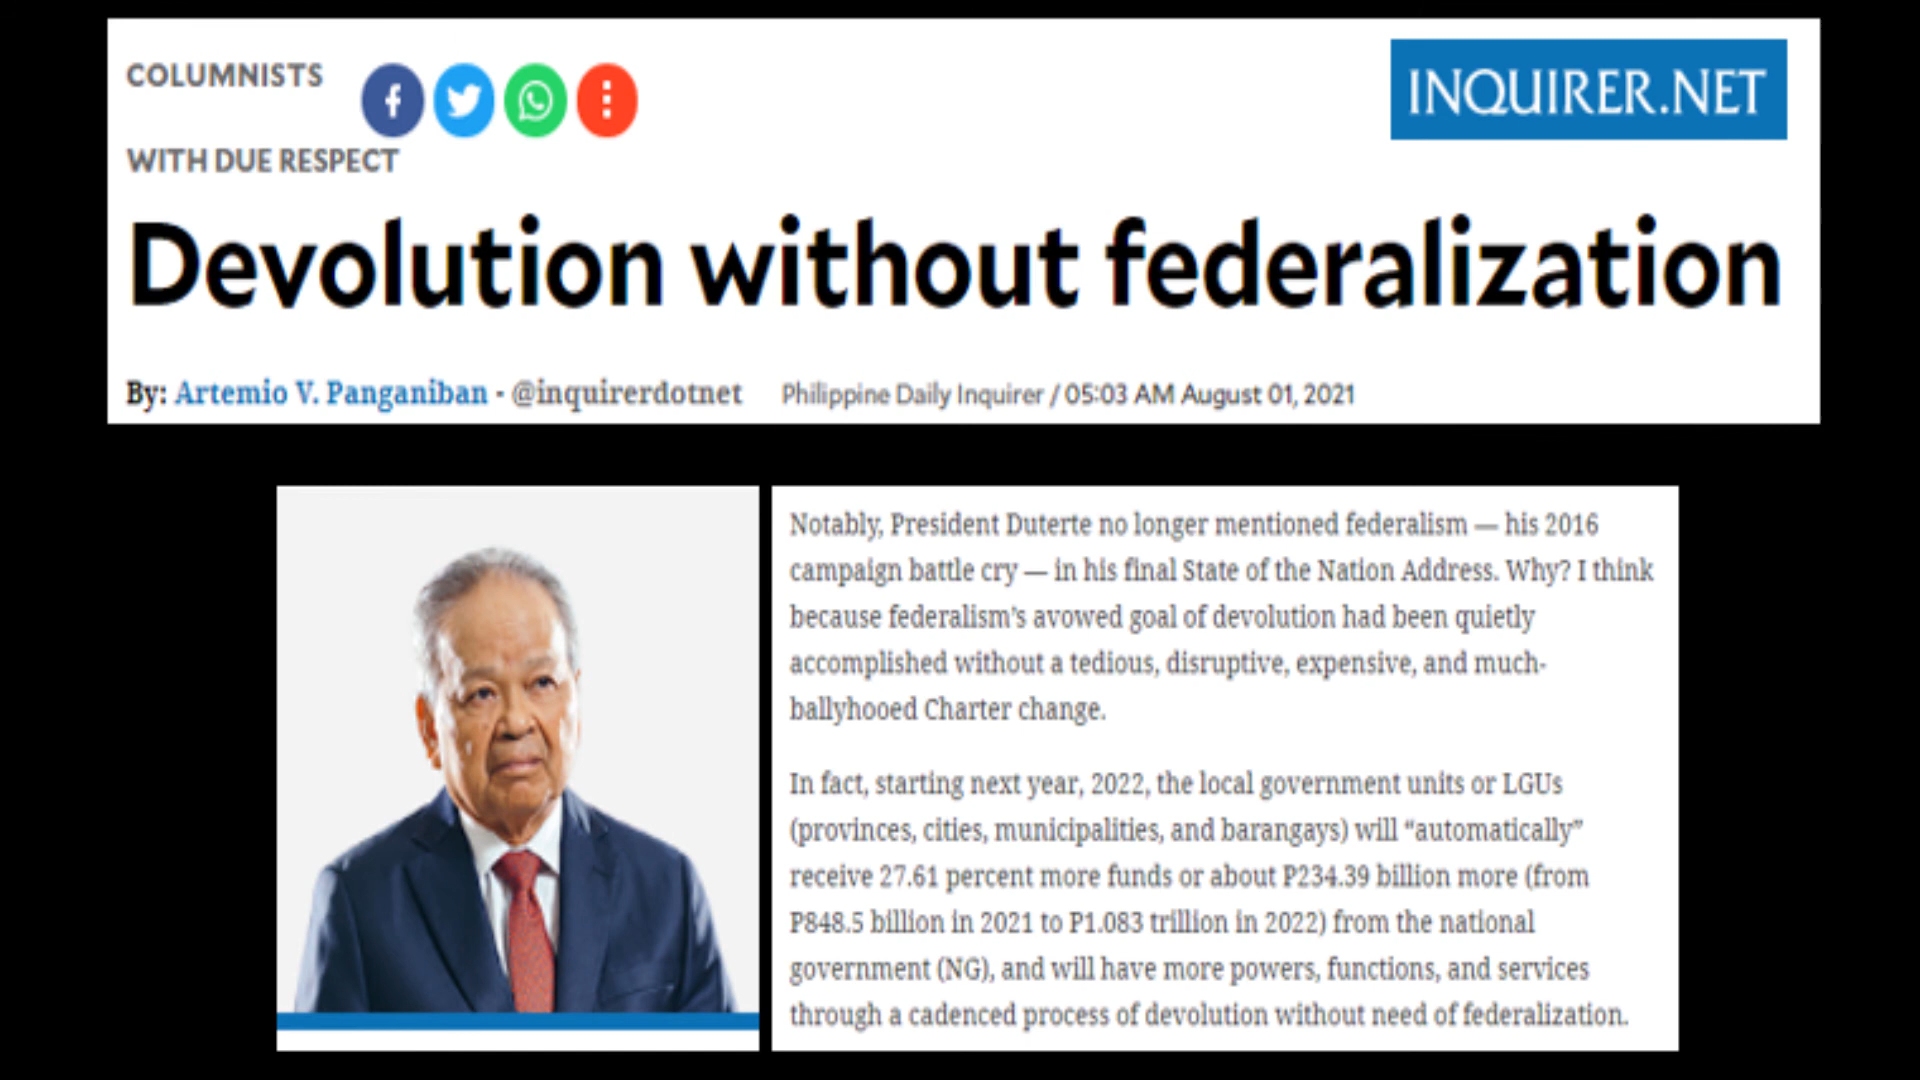 COLUMNISTS
INQUIRER.NET
WITH DUE RESPECT
Devolution without federalization
By: Artemio V. Panganiban - @inquirerdotnet Philippine Daily Inquirer / 05:03 AM August 01, 2021
Notably, President Duterte no longer mentioned federalism — his 2016
campaign battle cry — in his final State of the Nation Address. Why? I think
because federalism’s avowed goal of devolution had been quietly
accomplished without a tedious, disruptive, expensive, and much-
ballyhooed Charter change.
In fact, starting next year, 2022, the local government units or LGUs
(provinces, cities, municipalities, and barangays) will “automatically”
receive 27.61 percent more funds or about P234.39 billion more (from
P848.5 billion in 2021 to P1.083 trillion in 2022) from the national
government (NG), and will have more powers, functions, and services
through a cadenced process of devolution without need of federalization.